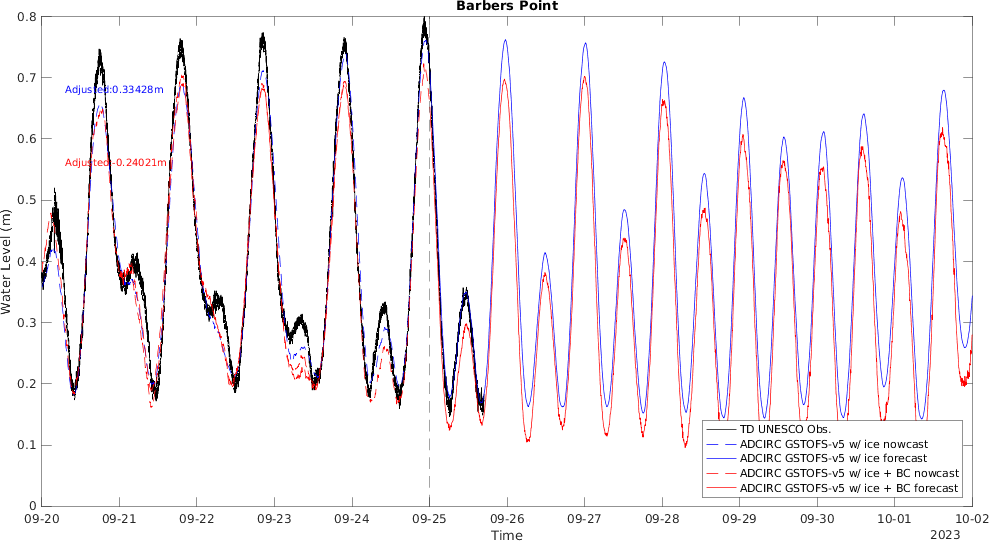 Barbers Point
0.8
0.7
0.6
0.5
0.4
0.3
0.2
0.1
0
Water Level (m)
Adjusted:0.33428m
Adjusted:-0.24021m
TD UNESCO Obs.
ADCIRC GSTOFS-v5 w/ ice nowcast
ADCIRC GSTOFS-v5 w/ ice forecast
ADCIRC GSTOFS-v5 w/ ice + BC nowcast
ADCIRC GSTOFS-v5 w/ ice + BC forecast
09-20 09-21 09-22 09-23 09-24 09-25 09-26 09-27 09-28 09-29 09-30 10-01 10-02
Time
2023